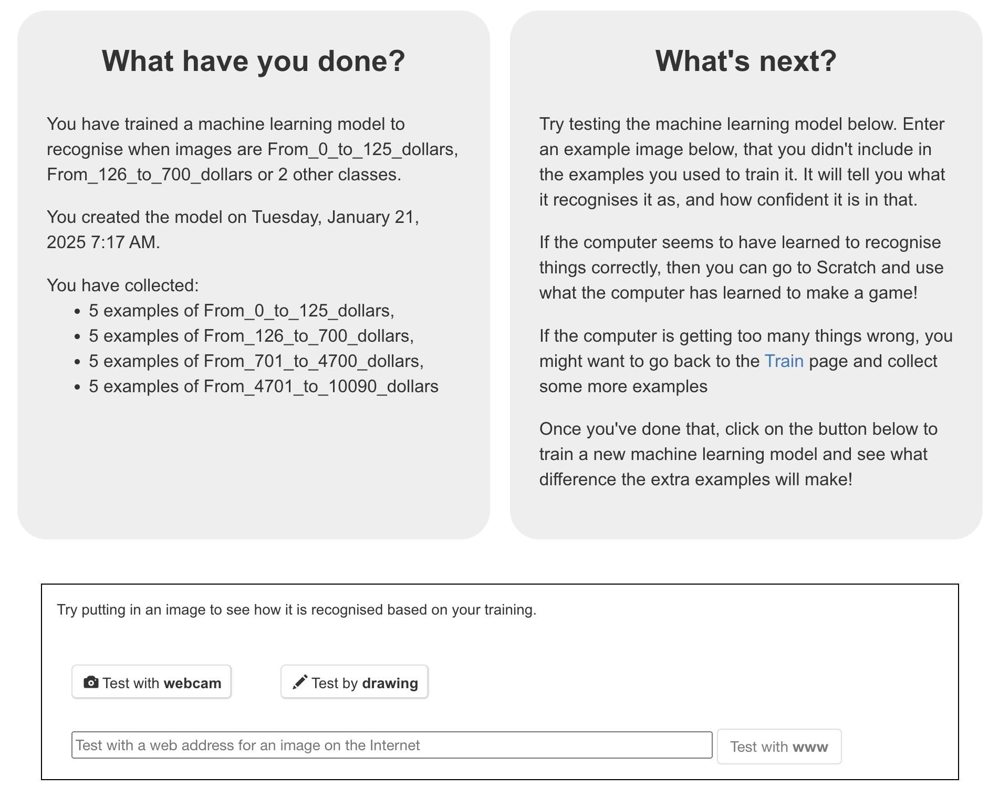 What have you done?
You have trained a machine learning model to
recognise when images are From_0_to_125_dollars,
From_126_to_700_dollars or 2 other classes.
You created the model on Tuesday, January 21,
2025 7:17 AM.
You have collected:
• 5 examples of From_0_to_125_dollars,
• 5 examples of From_126_to_700_dollars,
• 5 examples of From_701_to_4700_dollars,
• 5 examples of From_4701_to_10090_dollars
What's next?
Try testing the machine learning model below. Enter
an example image below, that you didn't include in
the examples you used to train it. It will tell you what
it recognises it as, and how confident it is in that.
If the computer seems to have learned to recognise
things correctly, then you can go to Scratch and use
what the computer has learned to make a game!
If the computer is getting too many things wrong, you
might want to go back to the Train page and collect
some more examples
Once you've done that, click on the button below to
train a new machine learning model and see what
difference the extra examples will make!
Try putting in an image to see how it is recognised based on your training.
Test with webcam
Test by drawing
Test with a web address for an image on the Internet
Test with www